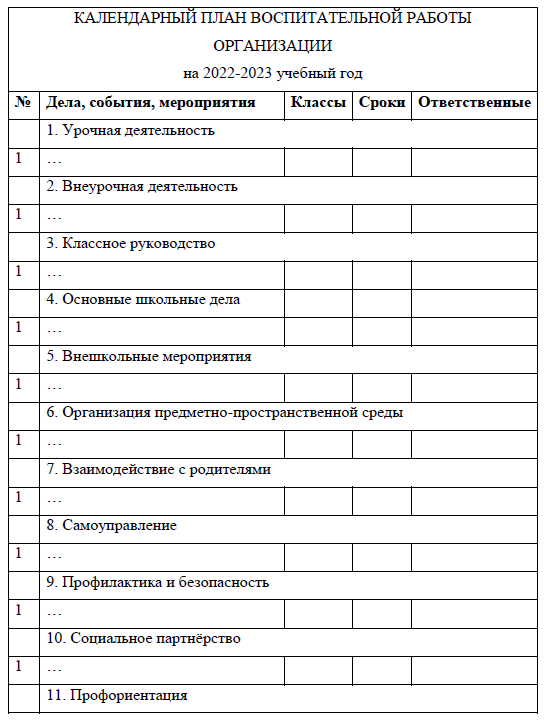 КАЛЕНДАРНЫЙ ПЛАН ВОСПИТАТЕЛЬНОЙ РАБОТЫ
ОРГАНИЗАЦИИ
на 2022-2023 учебный год
№ Дела, события, мероприятия Классы Сроки Ответственные
1. Урочная деятельность
1 …
2. Внеурочная деятельность
1 …
3. Классное руководство
1 …
4. Основные школьные дела
1 …
5. Внешкольные мероприятия
1 …
6. Организация предметно-пространственной среды
1 …
7. Взаимодействие с родителями
1 …
8. Самоуправление
1 …
9. Профилактика и безопасность
1 …
10. Социальное партнёрство
1 …
11. Профориентация